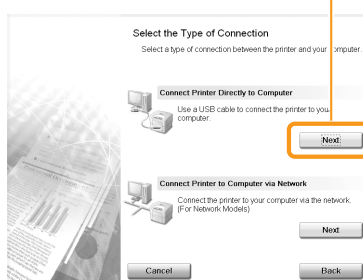 Select the Type of Connection
Select a type of connection between the printer and your computer.
Connect Printer Directly to Computer
Use a USB cable to connect the printer to your
computer.
Next
Connect Printer to Computer via Network
Connect the printer to your computer via the network.
(For Network Models)
Next
Cancel
Back